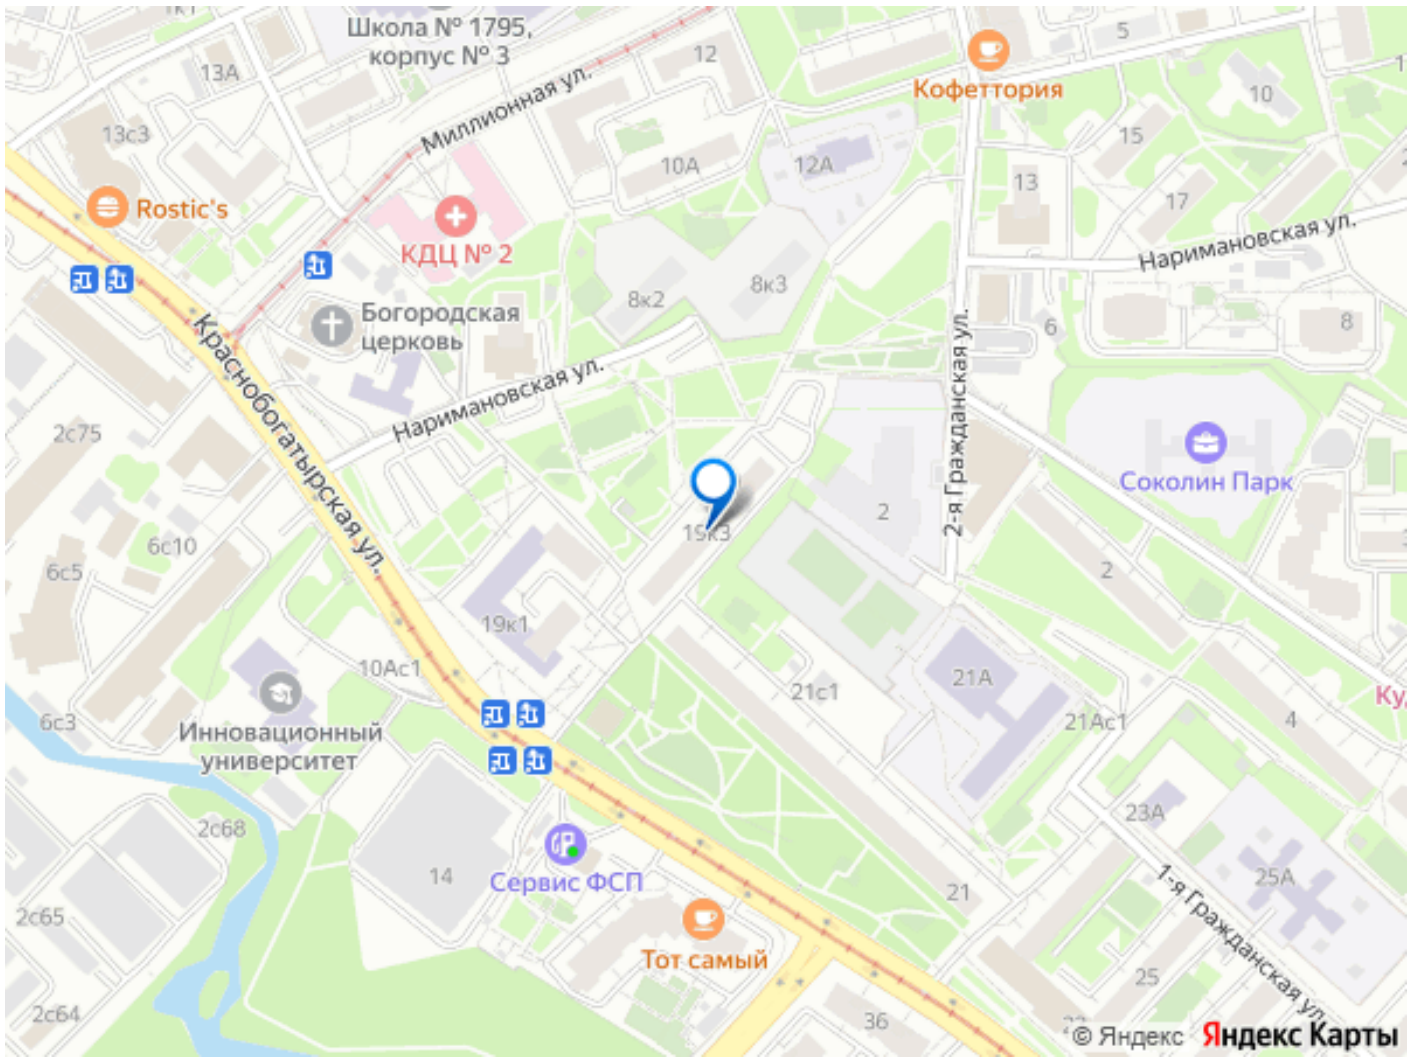 1к1
Школа № 1795,
корпус № 3
12
5
13А
Кофеттория
10
Миллионная ул.
13с3
15
10А
12А
13
17
Rostic's
КДЦ № 2
Наримановская ул.
8к2
8к3
Богородская
церковь
6
8
Краснобогатырская ул.
Наримановская ул.
2-я Гражданская ул.
2с75
Соколин Парк
2
19к3
6с10
6с5
2
19к1
10Ас1
21А
21с1
6с3
Инновационный
университет
21Ас1
4
Ку
2с68
23А
14
Сервис ФСП
21
25А
2с65
1-я Гражданская ул.
Тот самый
25
2с64
36
© Яндекс Яндекс Карты